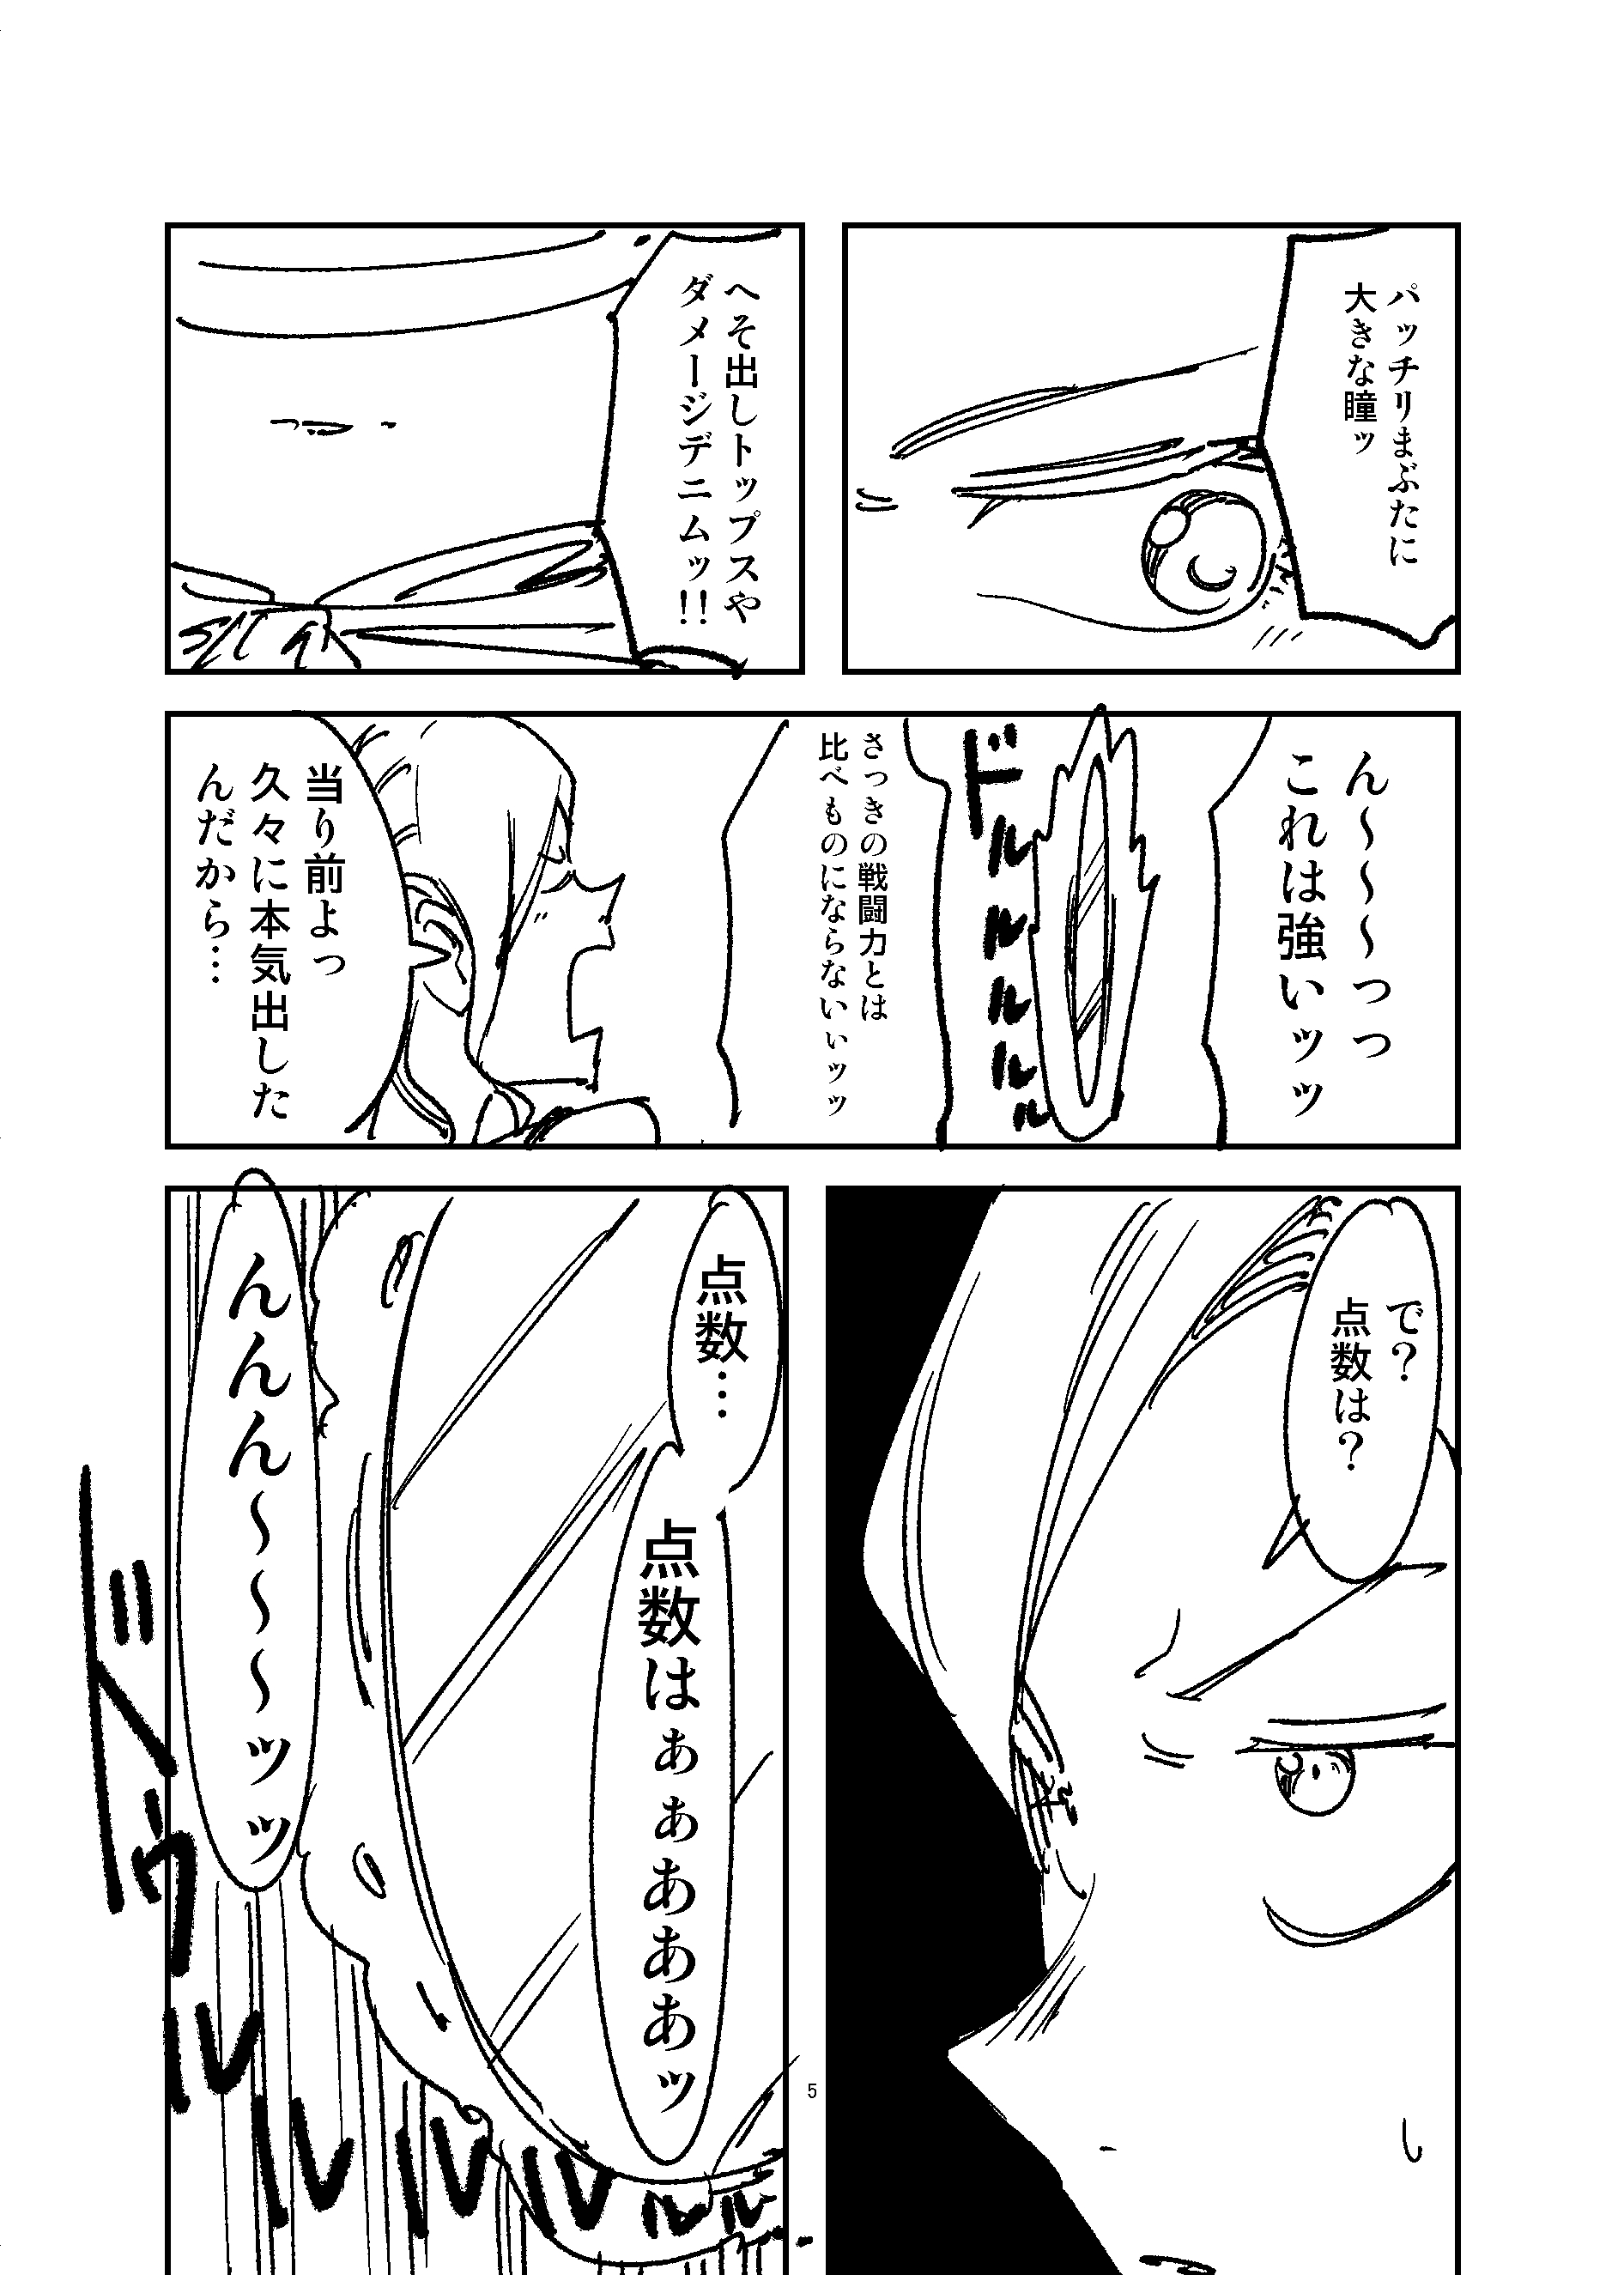 パッチリまぶたに
大きな瞳ッ
へそ出しトップスや
ダメージデニムッ!!
ん～～～っっ
これは強いッッ
ドルルルルル
さっきの戦闘力とは
比べものにならないぃッッ
当り前よっ
久々に本気出した
んだから…
で?
点数は?
点数…
点数はぁぁあああッ
んんん～～～ッッ
ドゥルルルルルル
5